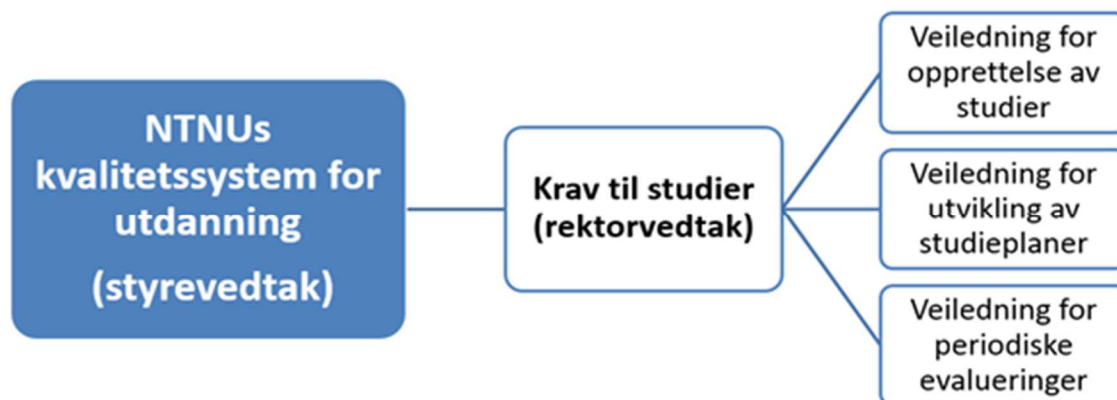 NTNUs
kvalitetssystem for
utdanning
(styrevedtak)
Krav til studier
(rektorvedtak)
Veiledning for
opprettelse av
studier
Veiledning for
utvikling av
studieplaner
Veiledning for
periodiske
evalueringer